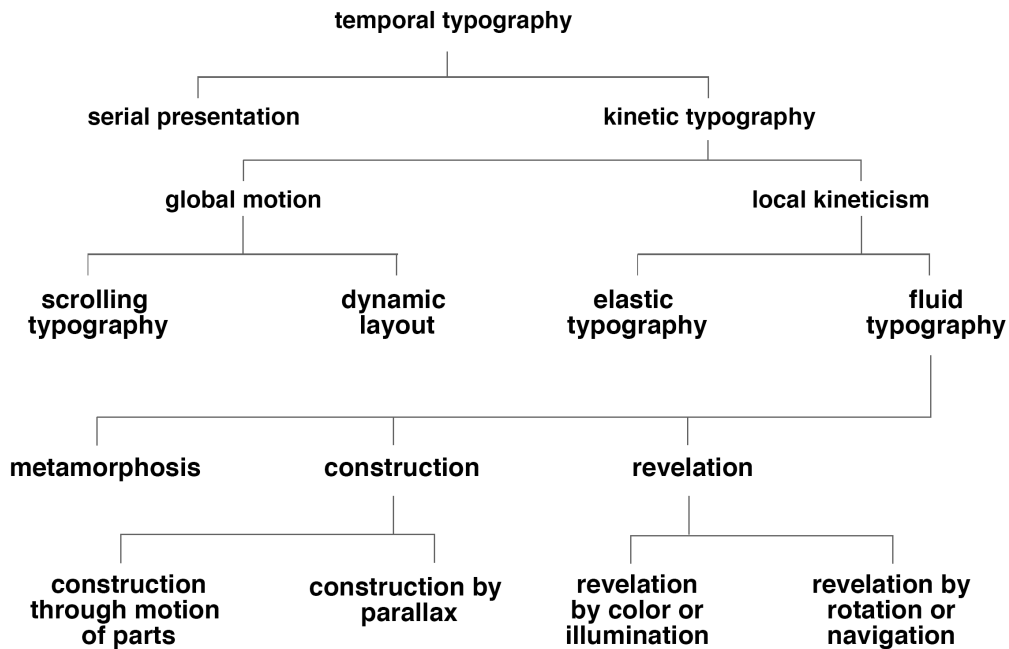 temporal typography
serial presentation
kinetic typography
global motion
local kineticism
scrolling
typography
dynamic
layout
elastic
typography
fluid
typography
metamorphosis
construction
revelation
construction
through motion
of parts
construction by
parallax
revelation
by color or
illumination
revelation by
rotation or
navigation